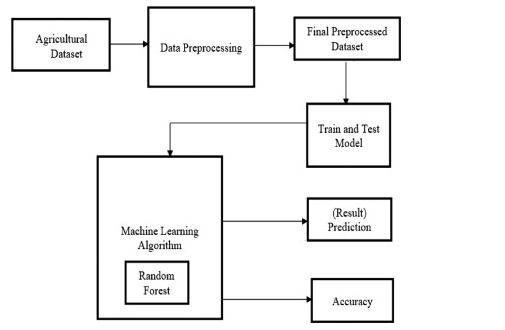 Agricultural
Dataset
Data Preprocessing
Final Preprocessed
Dataset
Train and Test
Model
Machine Learning
Algorithm
Random
Forest
(Result)
Prediction
Accuracy